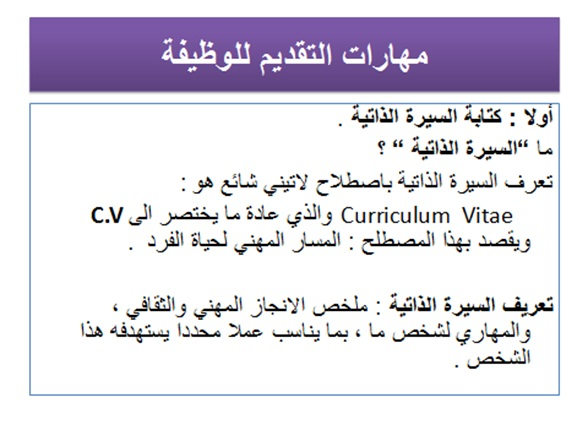 مهارات التقديم للوظيفة
أولا : كتابة السيرة الذاتية .
ما “السيرة الذاتية “ ؟
تعرف السيرة الذاتية باصطلاح لاتيني شائع هو :
Curriculum Vitae والذي عادة ما يختصر الى C.V
ويقصد بهذا المصطلح : المسار المهني لحياة الفرد .
تعريف السيرة الذاتية : ملخص الانجاز المهني والثقافي ،
والمهاري لشخص ما ، بما يناسب عملا محددا يستهدفه هذا
الشخص .